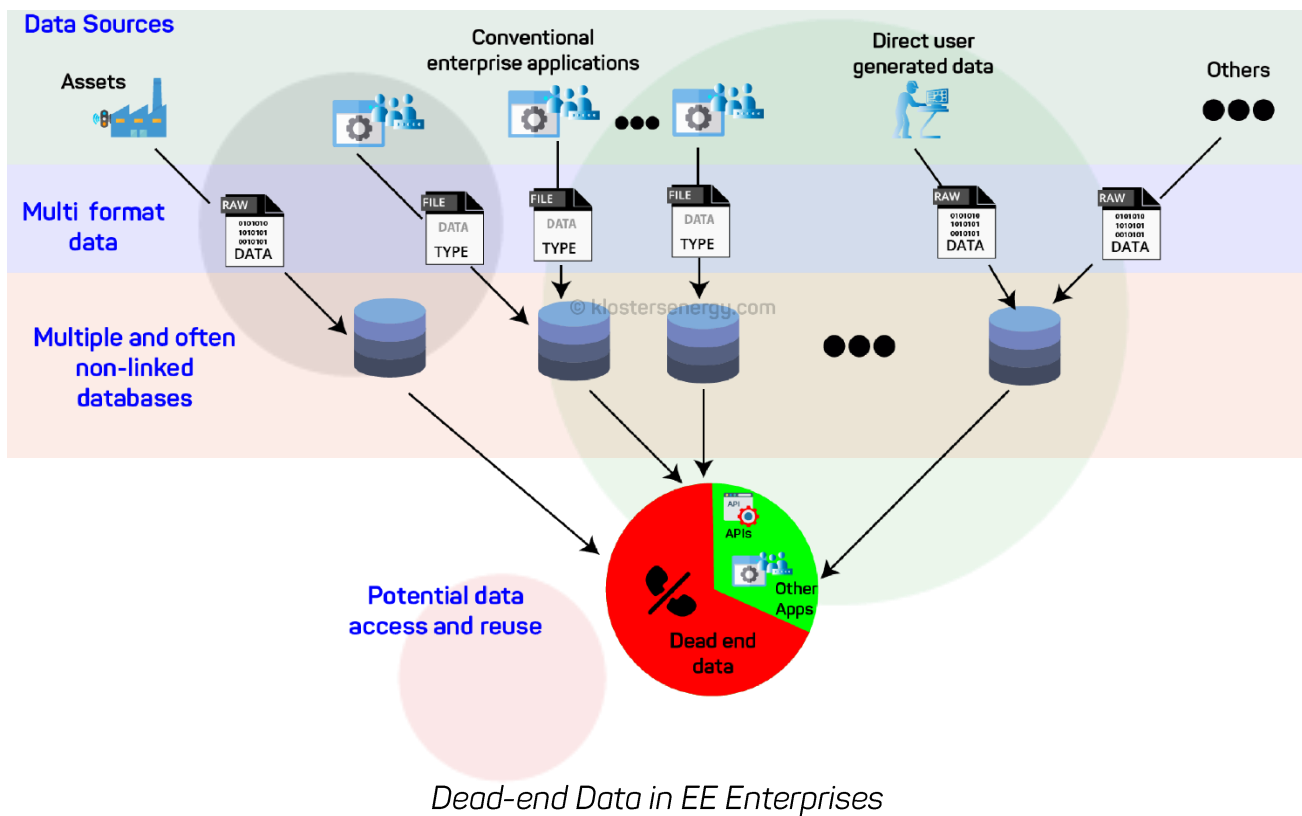 Data Sources
Conventional
enterprise applications
Direct user
generated data
Assets
Others
Multi format
data
RAW
0101010
1010101
0010101
DATA
FILE
DATA
TYPE
FILE
DATA
TYPE
FILE
DATA
TYPE
RAW
0101010
1010101
0010101
DATA
RAW
0101010
1010101
0010101
DATA
© klostersenergy.com
Multiple and often
non-linked
databases
API
APIs
Other
Apps
Dead end
data
Potential data
access and reuse
Dead-end Data in EE Enterprises